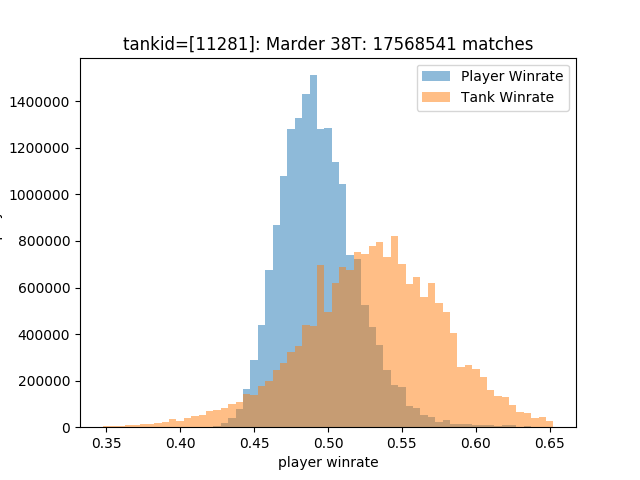 tankid=[11281]: Marder 38T: 17568541 matches
Player Winrate
Tank Winrate
1400000
1200000
1000000
800000
600000
400000
200000
0
0.35 0.40 0.45 0.50 0.55 0.60 0.65
player winrate